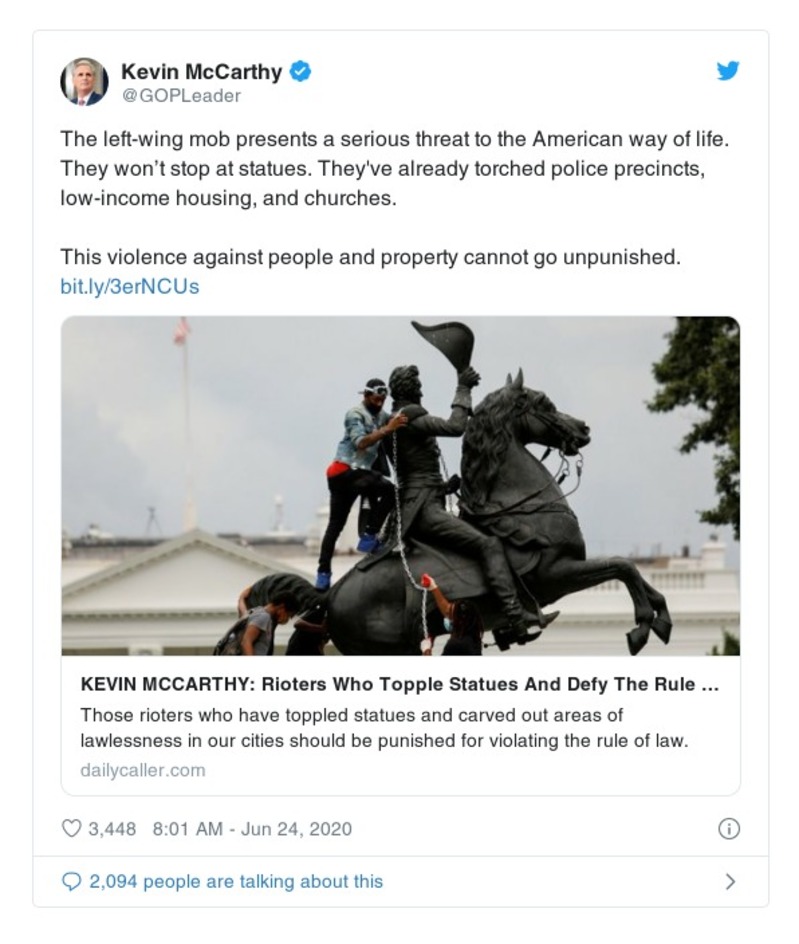 Kevin McCarthy
@GOPLeader
The left-wing mob presents a serious threat to the American way of life.
They won’t stop at statues. They've already torched police precincts,
low-income housing, and churches.
This violence against people and property cannot go unpunished.
bit.ly/3erNCUs
KEVIN MCCARTHY: Rioters Who Topple Statues And Defy The Rule ...
Those rioters who have toppled statues and carved out areas of
lawlessness in our cities should be punished for violating the rule of law.
dailycaller.com
3,448 8:01 AM - Jun 24, 2020
2,094 people are talking about this